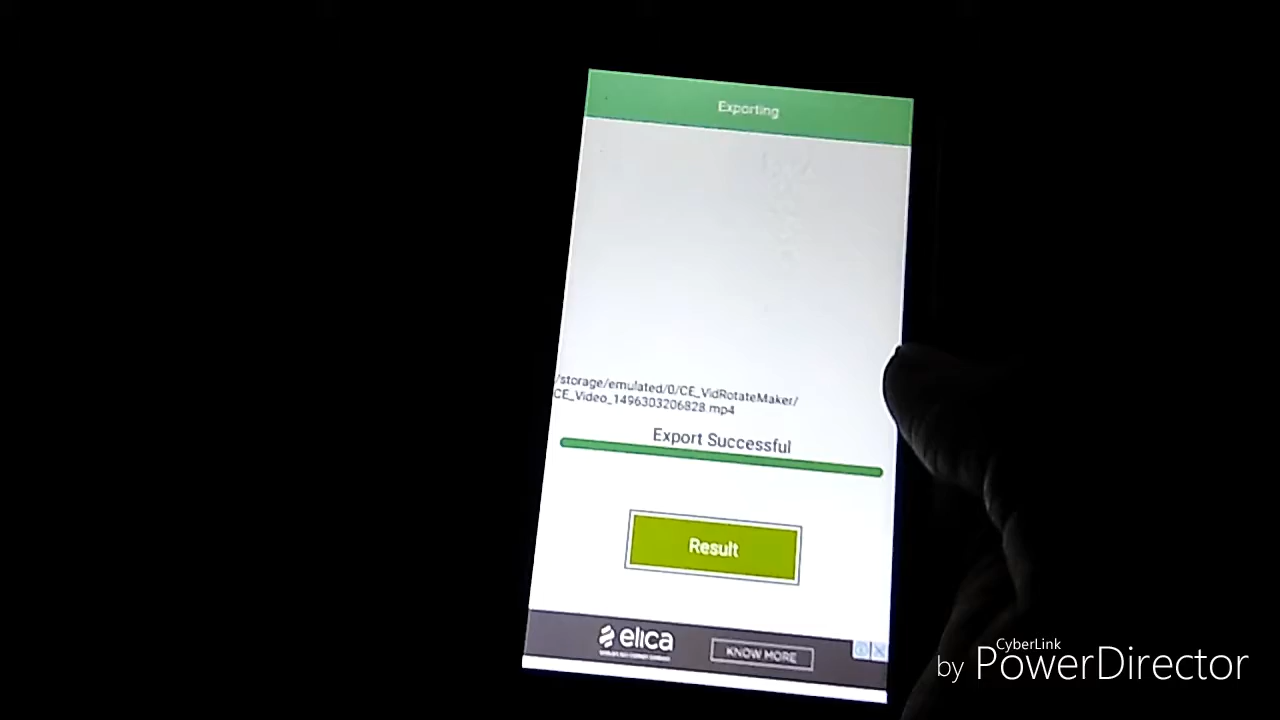 Exporting
/storage/emulated/0/CE_VidRotateMaker/
CE_Video_1496303206828.mp4
Export Successful
Result
elica
KNOW MORE
CyberLink
by PowerDirector